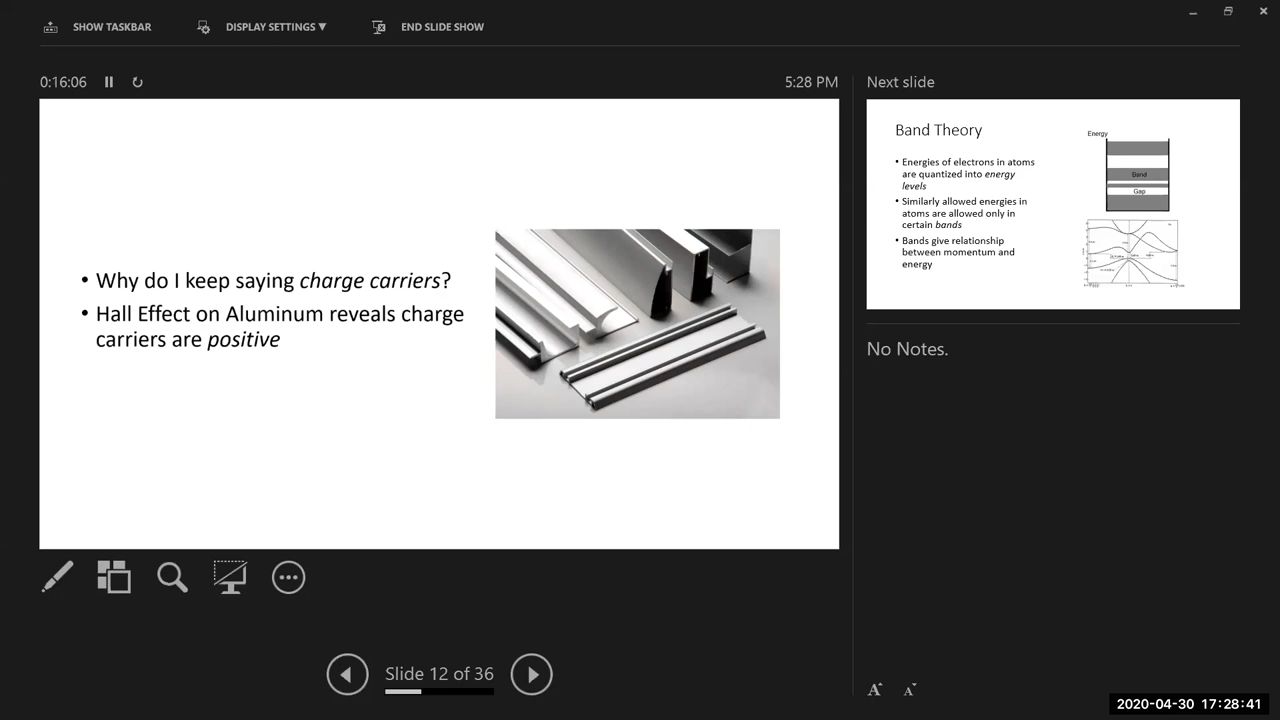 SHOW TASKBAR
DISPLAY SETTINGS ▼
END SLIDE SHOW
0:16:06
5:28 PM
• Why do I keep saying charge carriers?
• Hall Effect on Aluminum reveals charge
carriers are positive
Slide 12 of 36
Next slide
Band Theory
• Energies of electrons in atoms
are quantized into energy
levels
• Similarly allowed energies in
atoms are allowed only in
certain bands
• Bands give relationship
between momentum and
energy
Energy
Band
Gap
No Notes.
A
A
2020-04-30 17:28:41